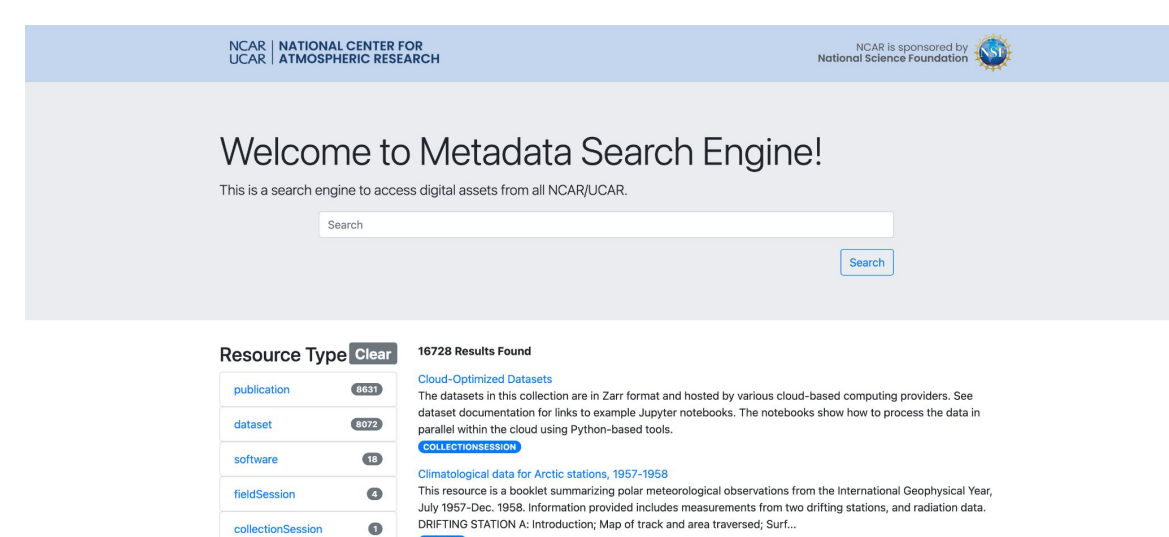 NCAR | NATIONAL CENTER FOR
UCAR | ATMOSPHERIC RESEARCH
NCAR is sponsored by
National Science Foundation
NSF
Welcome to Metadata Search Engine!
This is a search engine to access digital assets from all NCAR/UCAR.
Search
Search
Resource Type Clear
publication 8631
dataset 8072
software 18
fieldSession 4
collectionSession 1
16728 Results Found
Cloud-Optimized Datasets
The datasets in this collection are in Zarr format and hosted by various cloud-based computing providers. See
dataset documentation for links to example Jupyter notebooks. The notebooks show how to process the data in
parallel within the cloud using Python-based tools.
COLLECTIONSESSION
Climatological data for Arctic stations, 1957-1958
This resource is a booklet summarizing polar meteorological observations from the International Geophysical Year,
July 1957-Dec. 1958. Information provided includes measurements from two drifting stations, and radiation data.
DRIFTING STATION A: Introduction; Map of track and area traversed; Surf...